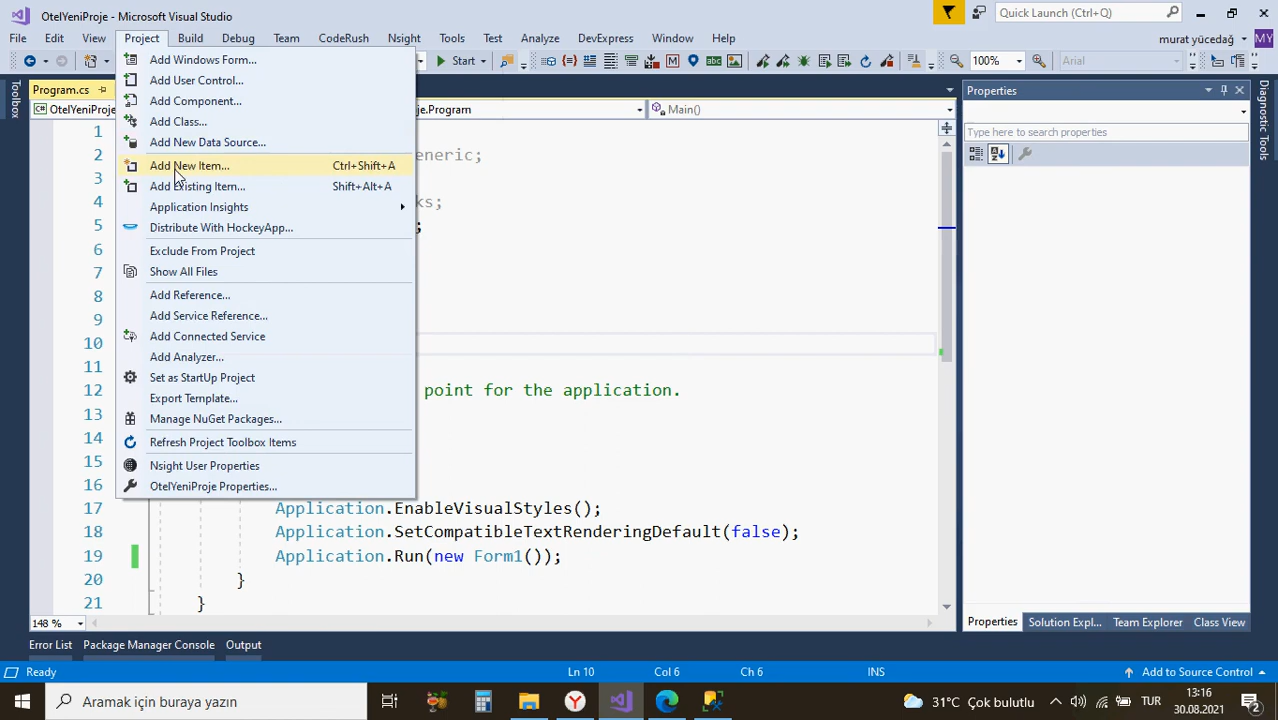 OtelYeniProje - Microsoft Visual Studio
Quick Launch (Ctrl+Q)
File Edit View Project Build Debug Team CodeRush Nsight Tools Test Analyze DevExpress Window Help
murat yücedağ MY
Start 100% Arial
Program.cs
OtelYeniProje
je.Program
Main()
Toolbox
Add Windows Form...
Add User Control...
Add Component...
Add Class...
Add New Data Source...
Add New Item... Ctrl+Shift+A
Add Existing Item... Shift+Alt+A
Application Insights
Distribute With HockeyApp...
Exclude From Project
Show All Files
Add Reference...
Add Service Reference...
Add Connected Service
Add Analyzer...
Set as StartUp Project
Export Template...
Manage NuGet Packages...
Refresh Project Toolbox Items
Nsight User Properties
OtelYeniProje Properties...
1
2 eneric;
3
4 ks;
5 ;
6
7
8
9
10
11
12 point for the application.
13
14
15
16
17 Application.EnableVisualStyles();
18 Application.SetCompatibleTextRenderingDefault(false);
19 Application.Run(new Form1());
20 }
21 }
148 %
Properties
Type here to search properties
Diagnostic Tools
Properties Solution Expl... Team Explorer Class View
Error List Package Manager Console Output
Ready Ln 10 Col 6 Ch 6 INS Add to Source Control
Aramak için buraya yazın
31°C Çok bulutlu
TUR
13:16
30.08.2021
2